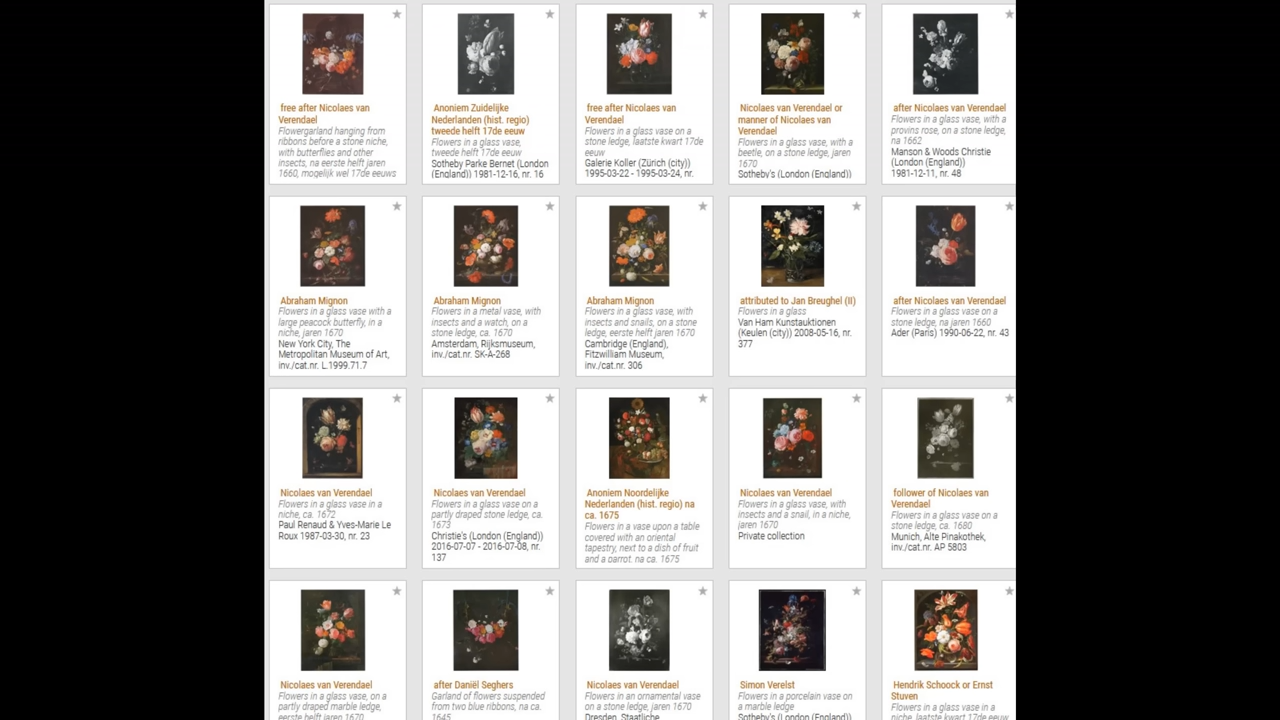 free after Nicolaes van
Verendael
Flowergarland hanging from
ribbons before a stone niche,
with butterflies and other
insects, na eerste helft jaren
1660, mogelijk wel 17de eeuws
Anoniem Zuidelijke
Nederlanden (hist. regio)
tweede helft 17de eeuw
Flowers in a glass vase,
tweede helft 17de eeuw
Sotheby Parke Bernet (London
(England)) 1981-12-16, nr. 16
free after Nicolaes van
Verendael
Flowers in a glass vase on a
stone ledge, laatste kwart 17de
eeuw
Galerie Koller (Zürich (city))
1995-03-22 - 1995-03-24, nr.
Nicolaes van Verendael or
manner of Nicolaes van
Verendael
Flowers in a glass vase, with a
beetle, on a stone ledge, jaren
1670
Sotheby's (London (England))
after Nicolaes van Verendael
Flowers in a glass vase, with a
provins rose, on a stone ledge,
na 1662
Manson & Woods Christie
(London (England))
1981-12-11, nr. 48
Abraham Mignon
Flowers in a glass vase with a
large peacock butterfly, in a
niche, jaren 1670
New York City, The
Metropolitan Museum of Art,
inv./cat.nr. L.1999.71.7
Abraham Mignon
Flowers in a metal vase, with
insects and a watch, on a
stone ledge, ca. 1670
Amsterdam, Rijksmuseum,
inv./cat.nr. SK-A-268
Abraham Mignon
Flowers in a glass vase, with
insects and snails, on a stone
ledge, eerste helft jaren 1670
Cambridge (England),
Fitzwilliam Museum,
inv./cat.nr. 306
attributed to Jan Breughel (II)
Flowers in a glass
Van Ham Kunstauktionen
(Keulen (city)) 2008-05-16, nr.
377
after Nicolaes van Verendael
Flowers in a glass vase on a
stone ledge, na jaren 1660
Ader (Paris) 1990-06-22, nr. 43
Nicolaes van Verendael
Flowers in a glass vase in a
niche, ca. 1672
Paul Renaud & Yves-Marie Le
Roux 1987-03-30, nr. 23
Nicolaes van Verendael
Flowers in a glass vase on a
partly draped stone ledge, ca.
1673
Christie's (London (England))
2016-07-07 - 2016-07-08, nr.
137
Anoniem Noordelijke
Nederlanden (hist. regio) na
ca. 1675
Flowers in a vase upon a table
covered with an oriental
tapestry, next to a dish of fruit
and a parrot, na ca. 1675
Nicolaes van Verendael
Flowers in a glass vase, with
insects and a snail, in a niche,
jaren 1670
Private collection
follower of Nicolaes van
Verendael
Flowers in a glass vase on a
stone ledge, ca. 1680
Munich, Alte Pinakothek,
inv./cat.nr. AP 5803
Nicolaes van Verendael
Flowers in a glass vase, on a
partly draped marble ledge,
eerste helft jaren 1670
after Daniël Seghers
Garland of flowers suspended
from two blue ribbons, na ca.
1645
Nicolaes van Verendael
Flowers in an ornamental vase
on a stone ledge, jaren 1670
Dresden, Staatliche
Simon Verelst
Flowers in a porcelain vase on
a marble ledge
Sotheby's (London (England))
Hendrik Schoock or Ernst
Stuven
Flowers in a glass vase in a
niche, laatste kwart 17de eeuw